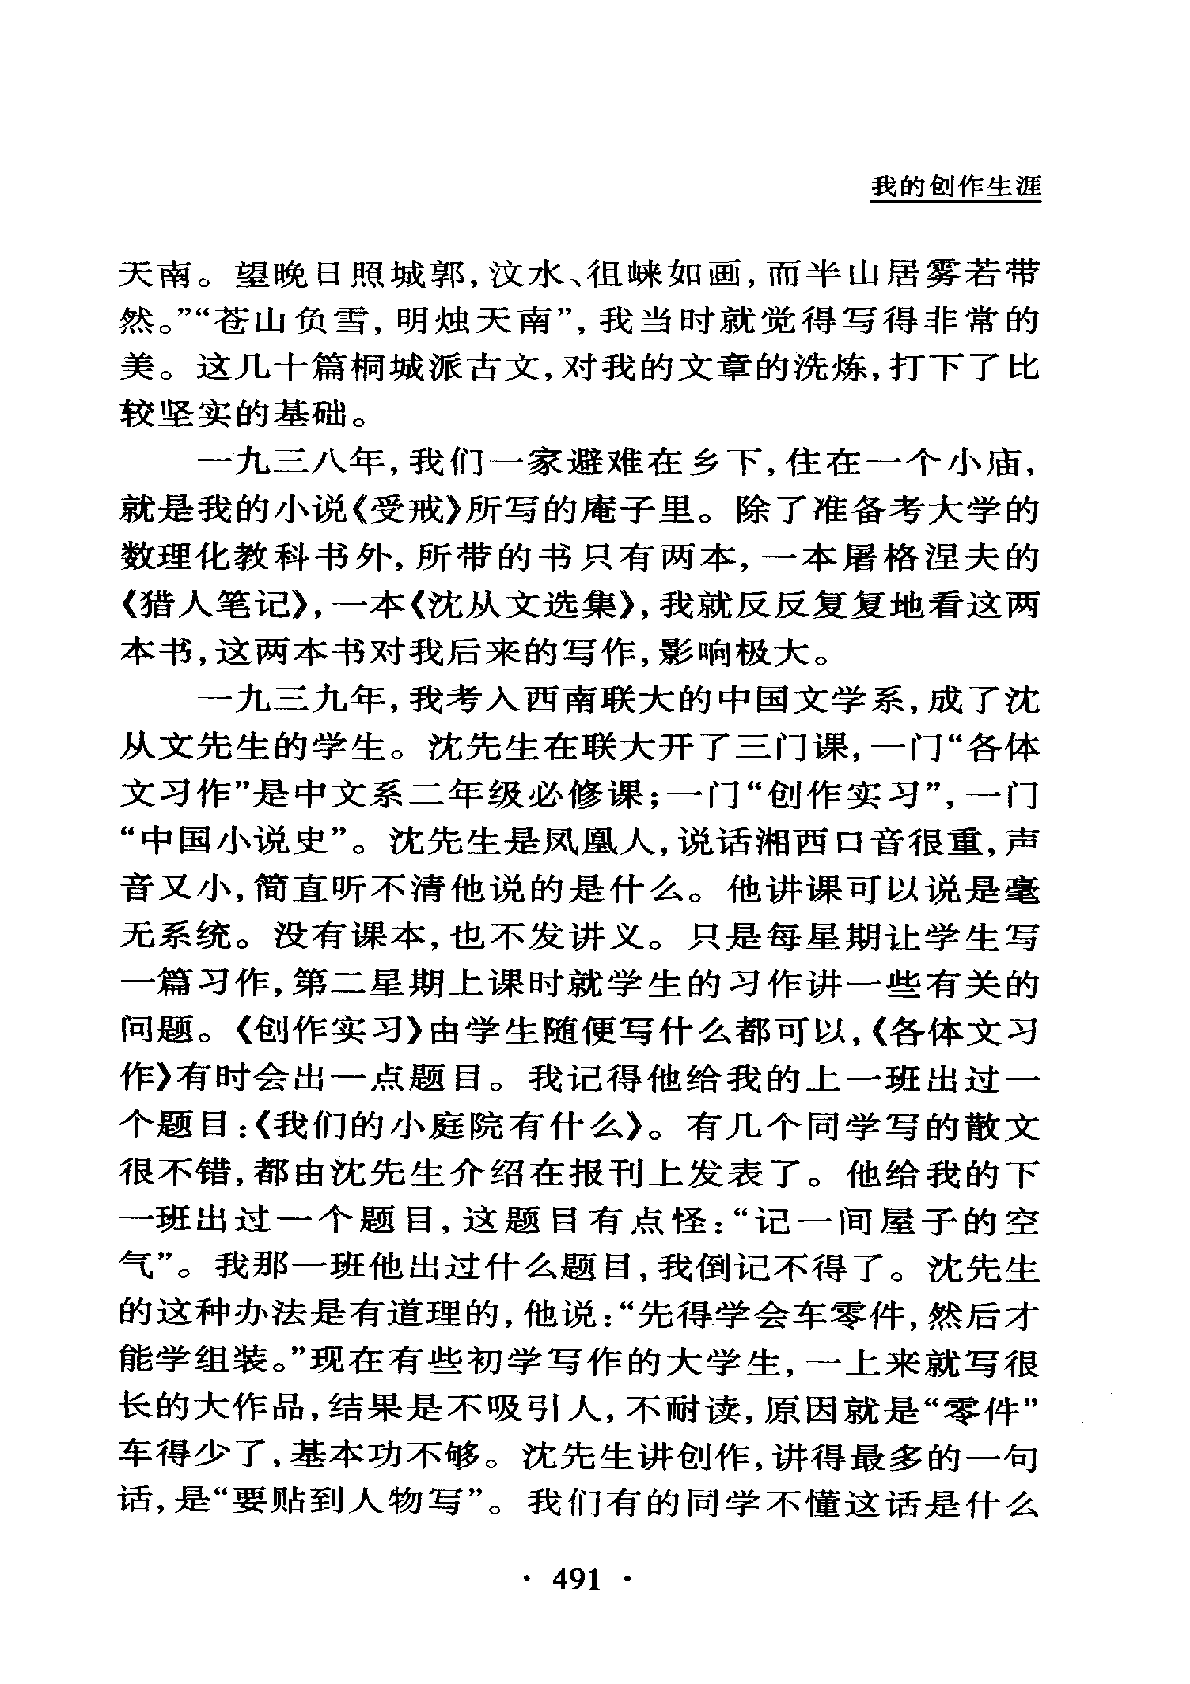 我的创作生涯
天南。望晚日照城郭,汶水、徂崃如画,而半山居雾若带
然。”“苍山负雪,明烛天南”,我当时就觉得写得非常的
美。这几十篇桐城派古文,对我的文章的洗炼,打下了比
较坚实的基础。
一九三八年,我们一家避难在乡下,住在一个小庙,
就是我的小说《受戒》所写的庵子里。除了准备考大学的
数理化教科书外,所带的书只有两本,一本屠格涅夫的
《猎人笔记》,一本《沈从文选集》,我就反反复复地看这两
本书,这两本书对我后来的写作,影响极大。
一九三九年,我考入西南联大的中国文学系,成了沈
从文先生的学生。沈先生在联大开了三门课,一门“各体
文习作”是中文系二年级必修课;一门“创作实习”,一门
“中国小说史”。沈先生是凤凰人,说话湘西口音很重,声
音又小,简直听不清他说的是什么。他讲课可以说是毫
无系统。没有课本,也不发讲义。只是每星期让学生写
一篇习作,第二星期上课时就学生的习作讲一些有关的
问题。《创作实习》由学生随便写什么都可以,《各体文习
作》有时会出一点题目。我记得他给我的上一班出过一
个题目:《我们的小庭院有什么》。有几个同学写的散文
很不错,都由沈先生介绍在报刊上发表了。他给我的下
一班出过一个题目,这题目有点怪:“记一间屋子的空
气”。我那一班他出过什么题目,我倒记不得了。沈先生
的这种办法是有道理的,他说:“先得学会车零件,然后才
能学组装。”现在有些初学写作的大学生,一上来就写很
长的大作品,结果是不吸引人,不耐读,原因就是“零件”
车得少了,基本功不够。沈先生讲创作,讲得最多的一句
话,是“要贴到人物写”。我们有的同学不懂这话是什么
· 491 ·